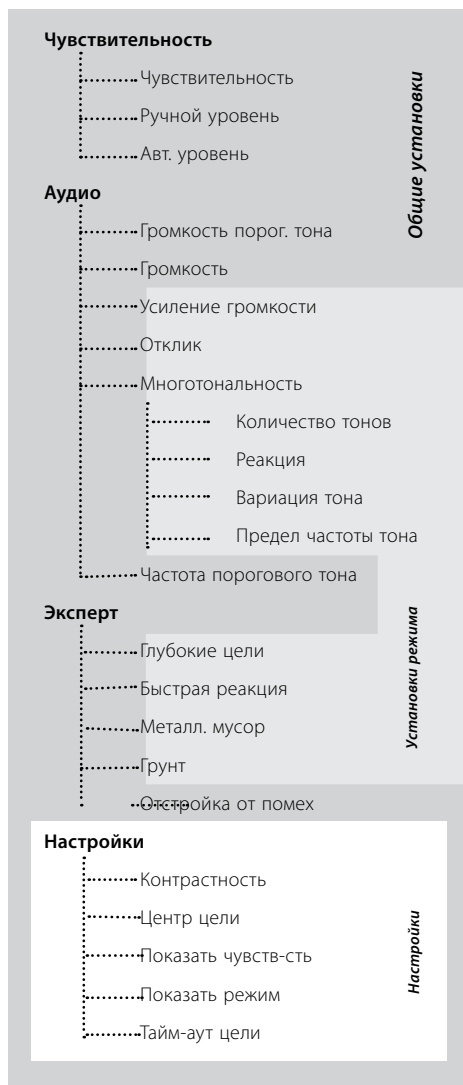 Чувствительность
Чувствительность
Ручной уровень
Авт. уровень
Общие установки
Аудио
Громкость порог. тона
Громкость
Усиление громкости
Отклик
Многотональность
Количество тонов
Реакция
Вариация тона
Предел частоты тона
Частота порогового тона
Эксперт
Глубокие цели
Быстрая реакция
Металл. мусор
Грунт
Отстройка от помех
Установки режима
Настройки
Контрастность
Центр цели
Показать чувств-сть
Показать режим
Тайм-аут цели
Настройки